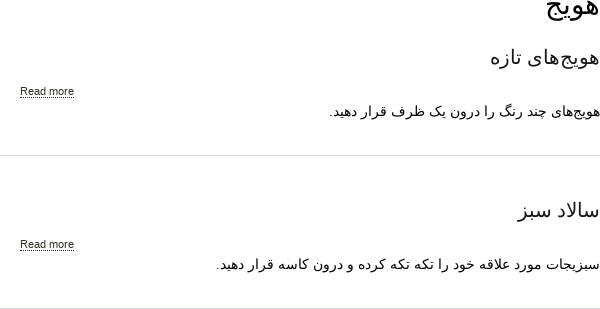 هویج
هویج‌های تازه
Read more
هویج‌های چند رنگ را درون یک ظرف قرار دهید.
سالاد سبز
Read more
سبزیجات مورد علاقه خود را تکه تکه کرده و درون کاسه قرار دهید.